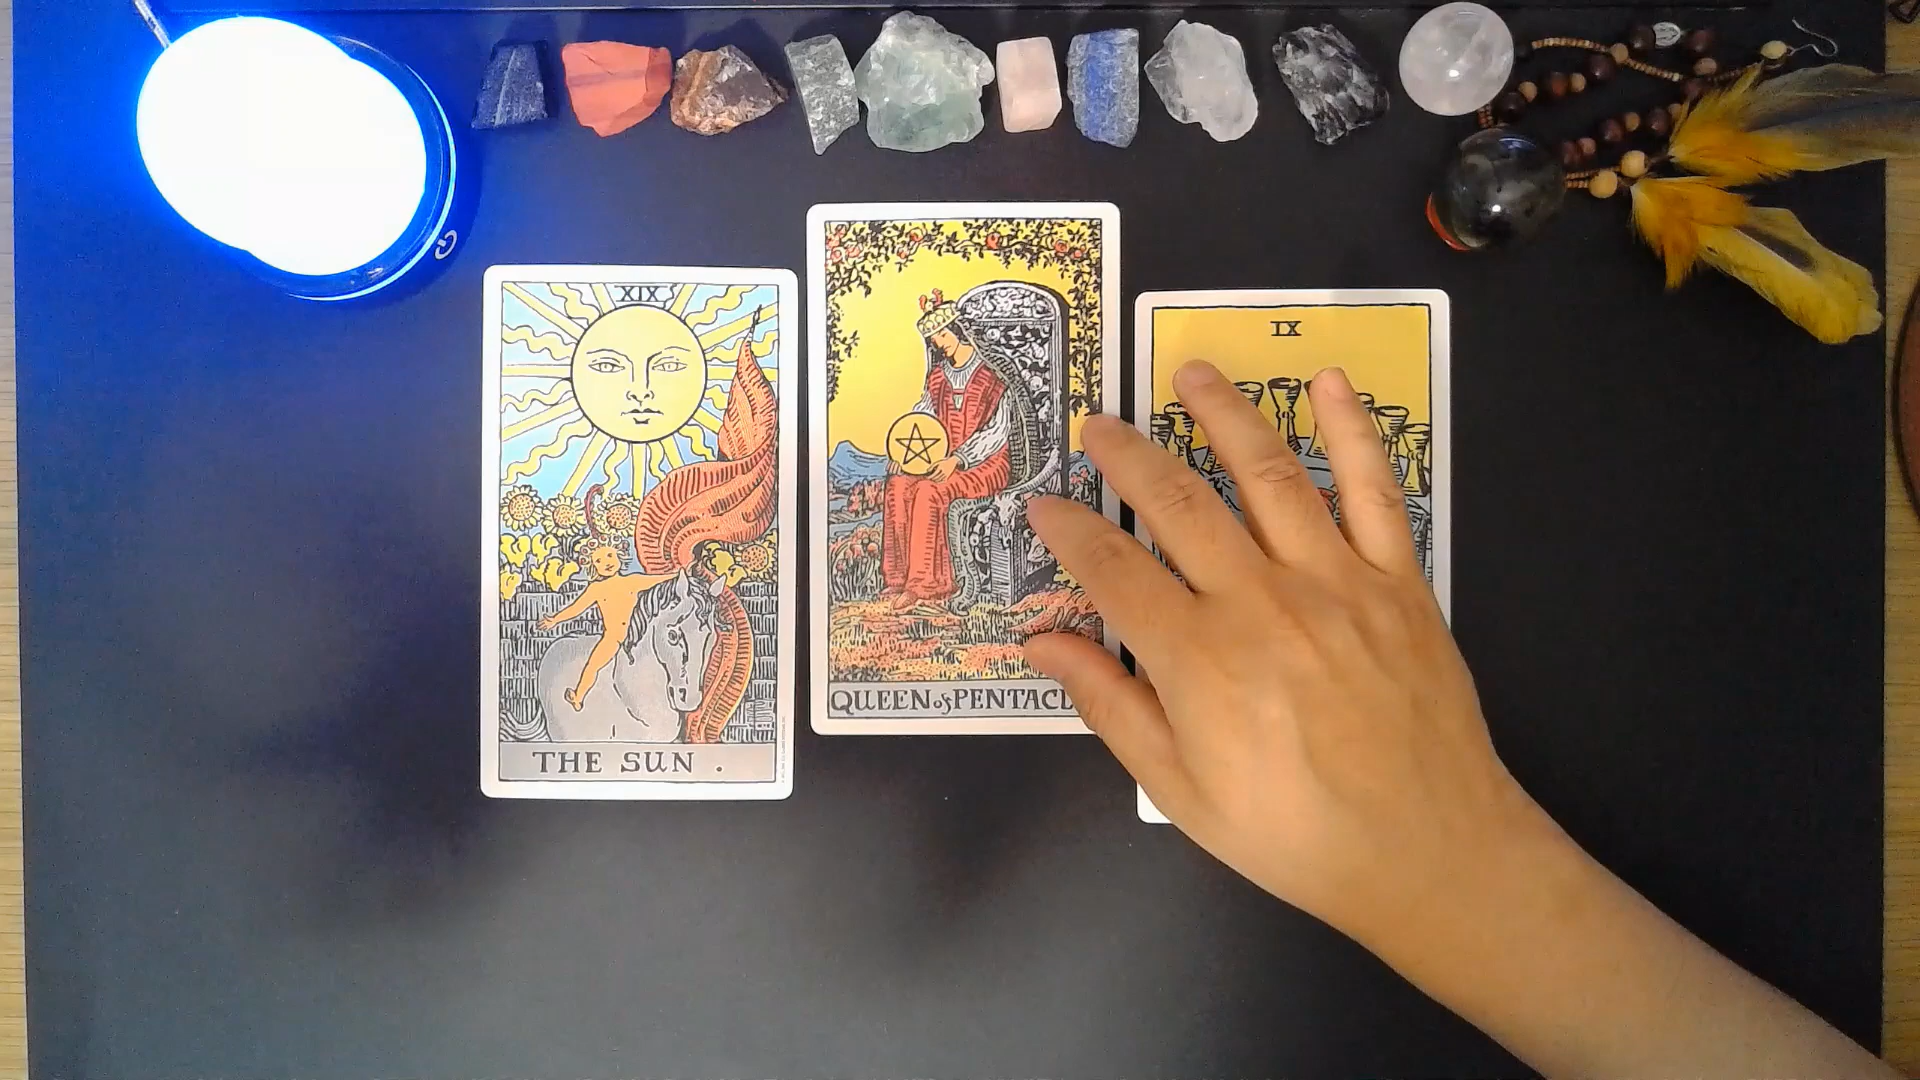 XIX
THE SUN .
QUEEN of PENTACL
IX